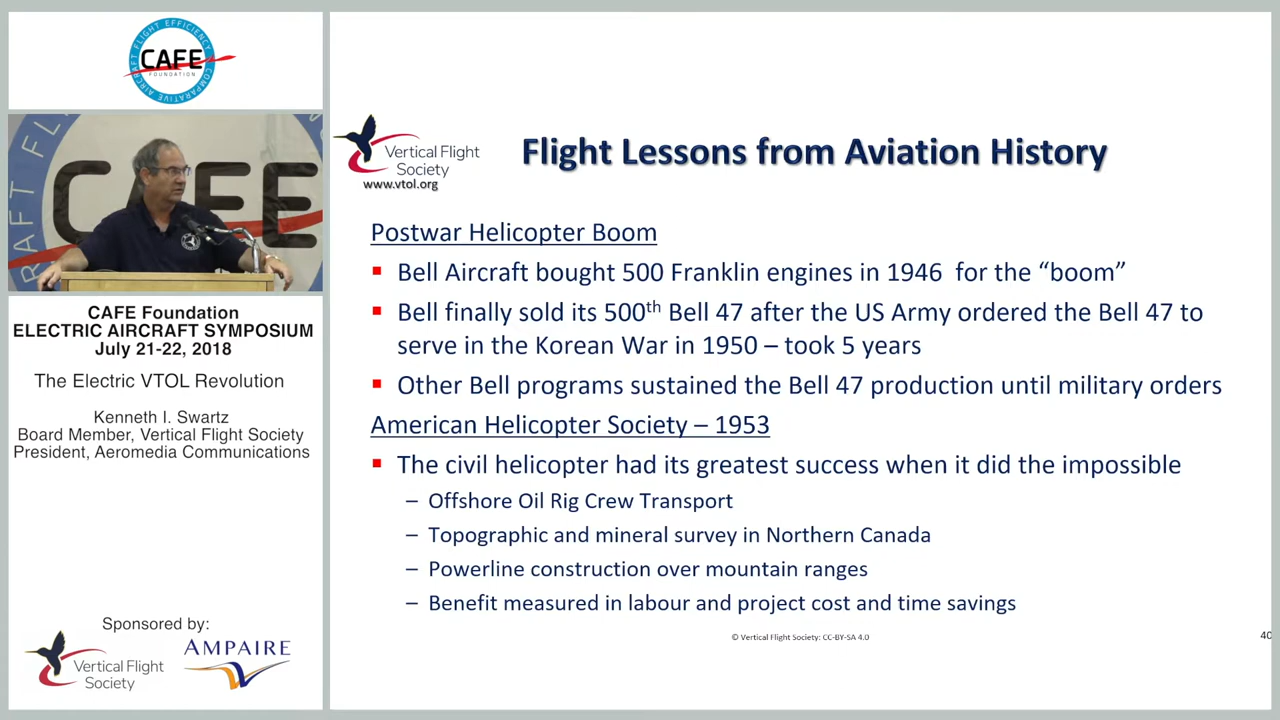 AIRCRAFT FLIGHT EFFICIENCY
CAFE
FOUNDATION
COMPARATIVE
CAFE
CAFE Foundation
ELECTRIC AIRCRAFT SYMPOSIUM
July 21-22, 2018
The Electric VTOL Revolution
Kenneth I. Swartz
Board Member, Vertical Flight Society
President, Aeromedia Communications
Sponsored by:
Vertical Flight
Society
AMPAIRE
Vertical Flight
Society
www.vtol.org
Flight Lessons from Aviation History
Postwar Helicopter Boom
▪ Bell Aircraft bought 500 Franklin engines in 1946 for the “boom”
▪ Bell finally sold its 500th Bell 47 after the US Army ordered the Bell 47 to
serve in the Korean War in 1950 – took 5 years
▪ Other Bell programs sustained the Bell 47 production until military orders
American Helicopter Society – 1953
▪ The civil helicopter had its greatest success when it did the impossible
– Offshore Oil Rig Crew Transport
– Topographic and mineral survey in Northern Canada
– Powerline construction over mountain ranges
– Benefit measured in labour and project cost and time savings
© Vertical Flight Society: CC-BY-SA 4.0
40